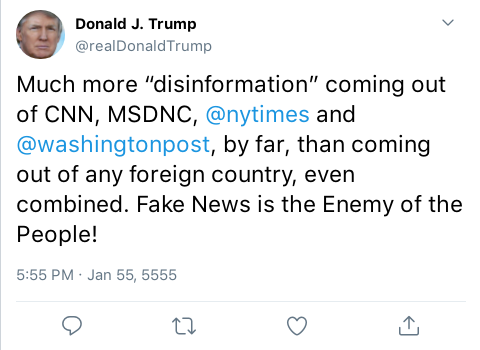 Donald J. Trump
@realDonaldTrump
Much more “disinformation” coming out
of CNN, MSDNC, @nytimes and
@washingtonpost, by far, than coming
out of any foreign country, even
combined. Fake News is the Enemy of the
People!
5:55 PM · Jan 55, 5555